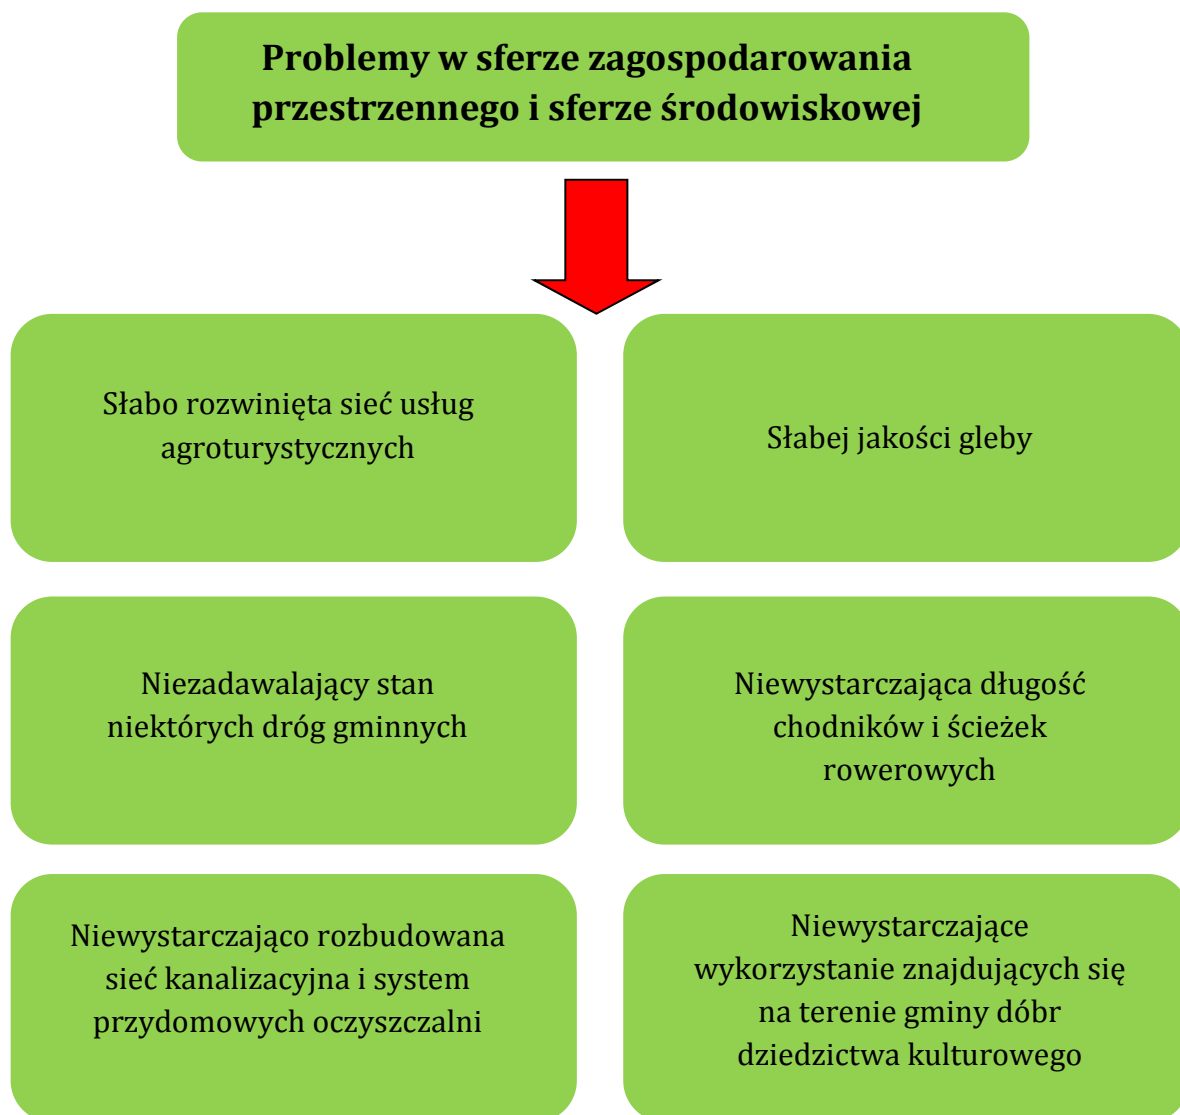 Problemy w sferze zagospodarowania
przestrzennego i sferze środowiskowej
Słabo rozwinięta sieć usług
agroturystycznych
Słabej jakości gleby
Niezadawalający stan
niektórych dróg gminnych
Niewystarczająca długość
chodników i ścieżek
rowerowych
Niewystarczająco rozbudowana
sieć kanalizacyjna i system
przydomowych oczyszczalni
Niewystarczające
wykorzystanie znajdujących się
na terenie gminy dóbr
dziedzictwa kulturowego